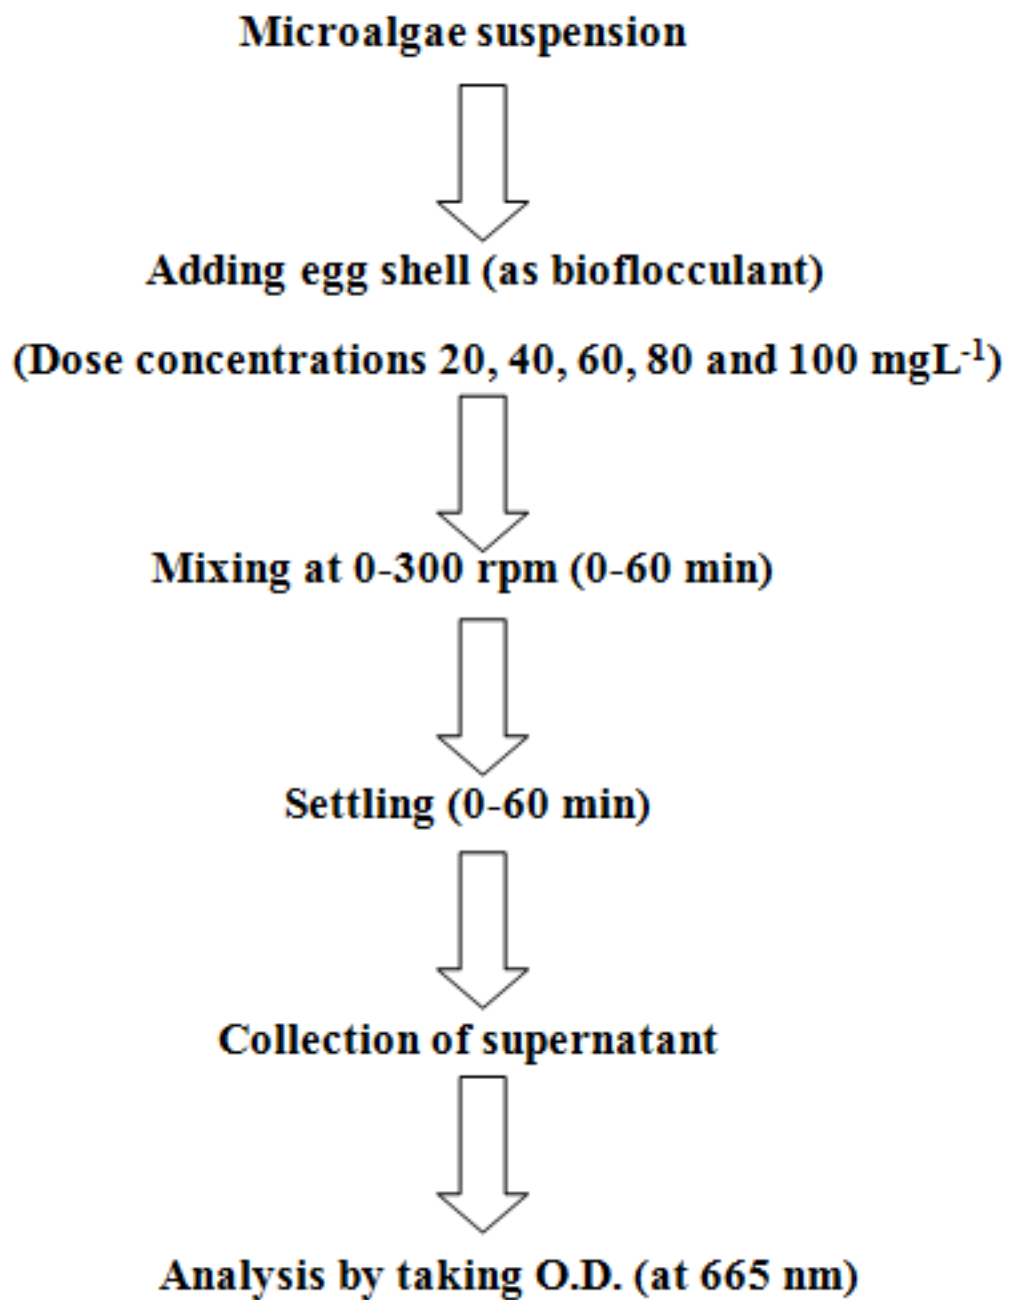 Microalgae suspension
Adding egg shell (as bioflocculant)
(Dose concentrations 20, 40, 60, 80 and 100 mgL⁻¹)
Mixing at 0-300 rpm (0-60 min)
Settling (0-60 min)
Collection of supernatant
Analysis by taking O.D. (at 665 nm)